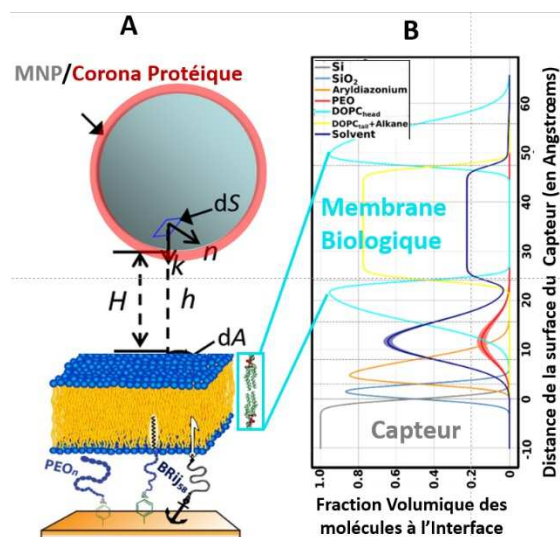 A
B
MNP/Corona Protéique
dS
n
k
H
h
dA
PEOn
BRij58
Si
SiO2
Aryldiazonium
PEO
DOPChead
DOPCtail+Alkane
Solvent
Membrane
Biologique
Capteur
60
50
40
30
20
10
0
-10
Distance de la surface du Capteur (en Angstrœms)
1.0
0.8
0.6
0.4
0.2
0
Fraction Volumique des
molécules à l'Interface